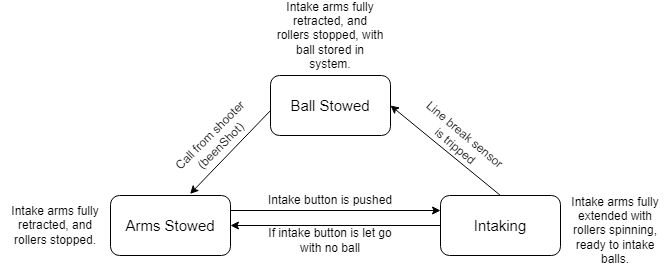 Intake arms fully
retracted, and
rollers stopped, with
ball stored in
system.
Ball Stowed
Call from shooter
(beenShot)
Line break sensor
is tripped
Intake arms fully
retracted, and
rollers stopped.
Arms Stowed
Intake button is pushed
If intake button is let go
with no ball
Intaking
Intake arms fully
extended with
rollers spinning,
ready to intake
balls.